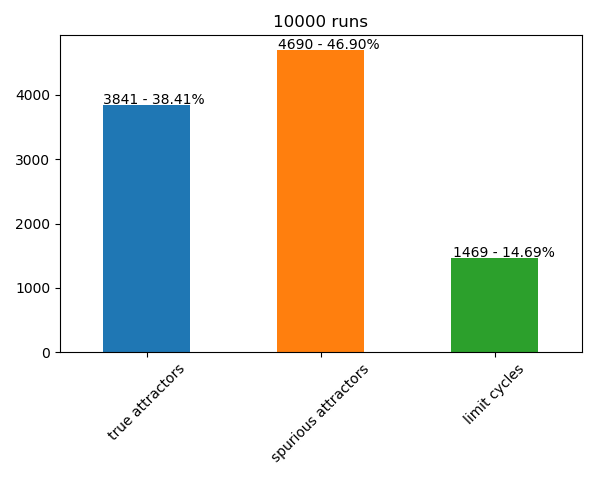 10000 runs
4690 - 46.90%
3841 - 38.41%
1469 - 14.69%
4000
3000
2000
1000
0
true attractors
spurious attractors
limit cycles